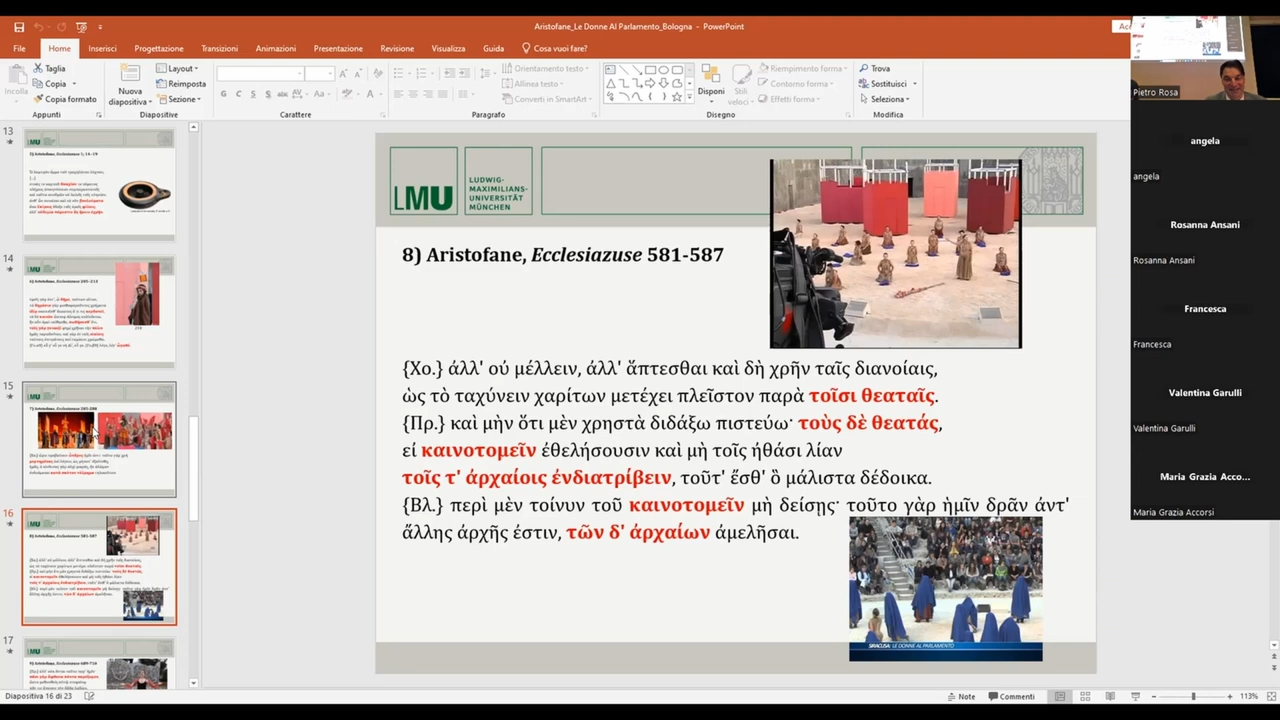 Aristofane_Le Donne Al Parlamento_Bologna - PowerPoint
File Home Inserisci Progettazione Transizioni Animazioni Presentazione Revisione Visualizza Guida Cosa vuoi fare?
Incolla
Taglia
Copia
Copia formato
Appunti
Nuova diapositiva
Layout
Reimposta
Sezione
Diapositive
Carattere
Orientamento testo
Allinea testo
Converti in SmartArt
Paragrafo
Disponi
Stili veloci
Riempimento forma
Contorno forma
Effetti forma
Disegno
Trova
Sostituisci
Seleziona
Modifica
Pietro Rosa
angela
angela
Rosanna Ansani
Rosanna Ansani
Francesca
Francesca
Valentina Garulli
Valentina Garulli
Maria Grazia Acco...
Maria Grazia Accorsi
13
14
15
16
17
LMU
LUDWIG-
MAXIMILIANS-
UNIVERSITÄT
MÜNCHEN
8) Aristofane, Ecclesiazuse 581-587
{Χο.} ἀλλ' οὐ μέλλειν, ἀλλ' ἅπτεσθαι καὶ δὴ χρῆν ταῖς διανοίαις,
ὡς τὸ ταχύνειν χαρίτων μετέχει πλεῖστον παρὰ τοῖσι θεαταῖς.
{Πρ.} καὶ μὴν ὅτι μὲν χρηστὰ διδάξω πιστεύω· τοὺς δὲ θεατάς,
εἰ καινοτομεῖν ἐθελήσουσιν καὶ μὴ τοῖς ἠθάσι λίαν
τοῖς τ' ἀρχαίοις ἐνδιατρίβειν, τοῦτ' ἔσθ' ὃ μάλιστα δέδοικα.
{Βλ.} περὶ μὲν τοίνυν τοῦ καινοτομεῖν μὴ δείσῃς· τοῦτο γὰρ ἡμῖν δρᾶν ἀντ'
ἄλλης ἀρχῆς ἐστιν, τῶν δ' ἀρχαίων ἀμελῆσαι.
SIRACUSA: LE DONNE AL PARLAMENTO
Diapositiva 16 di 23
Note
Commenti
113%